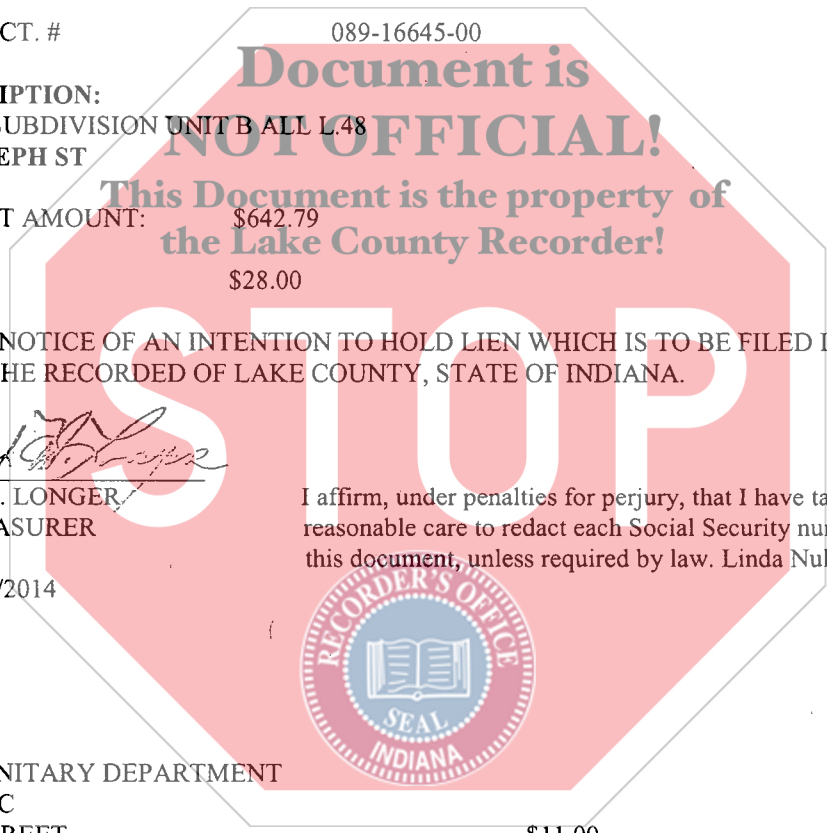 CT. # 089-16645-00
Document is
IPTION:
SUBDIVISION UNIT B ALL L.48
NOT OFFICIAL!
EPH ST
This Document is the property of
T AMOUNT: $642.79
the Lake County Recorder!
$28.00
STOP
NOTICE OF AN INTENTION TO HOLD LIEN WHICH IS TO BE FILED I
HE RECORDED OF LAKE COUNTY, STATE OF INDIANA.
. LONGER I affirm, under penalties for perjury, that I have ta
ASURER reasonable care to redact each Social Security nu
this document, unless required by law. Linda Nul
/2014
RECORDER'S OFFICE
SEAL
INDIANA
NITARY DEPARTMENT
C
REET $11.00